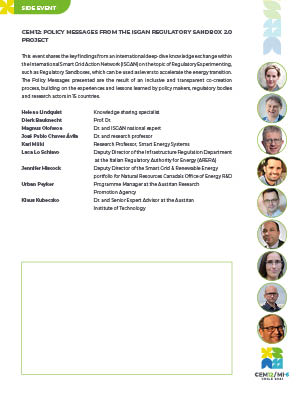 SIDE EVENT
CEM12: POLICY MESSAGES FROM THE ISGAN REGULATORY SANDBOX 2.0
PROJECT
This event shares the key findings from an international deep-dive knowledge exchange within
the International Smart Grid Action Network (ISGAN) on the topic of Regulatory Experimenting,
such as Regulatory Sandboxes, which can be used as levers to accelerate the energy transition.
The Policy Messages presented are the result of an inclusive and transparent co-creation
process, building on the experiences and lessons learned by policy makers, regulatory bodies
and research actors in 15 countries.
Helena Lindquist Knowledge sharing specialist
Dierk Bauknecht Prof. Dr.
Magnus Olofsson Dr. and ISGAN national expert
José Pablo Chaves Ávila Dr. and research professor
Kari Mäki Research Professor, Smart Energy Systems
Luca Lo Schiavo Deputy Director of the Infrastructure Regulation Department
at the Italian Regulatory Authority for Energy (ARERA)
Jennifer Hiscock Deputy Director of the Smart Grid & Renewable Energy
portfolio for Natural Resources Canada's Office of Energy R&D
Urban Peyker Programme Manager at the Austrian Research
Promotion Agency
Klaus Kubeczko Dr. and Senior Expert Advisor at the Austrian
Institute of Technology
CEM12/MI-6
CHILE 2021